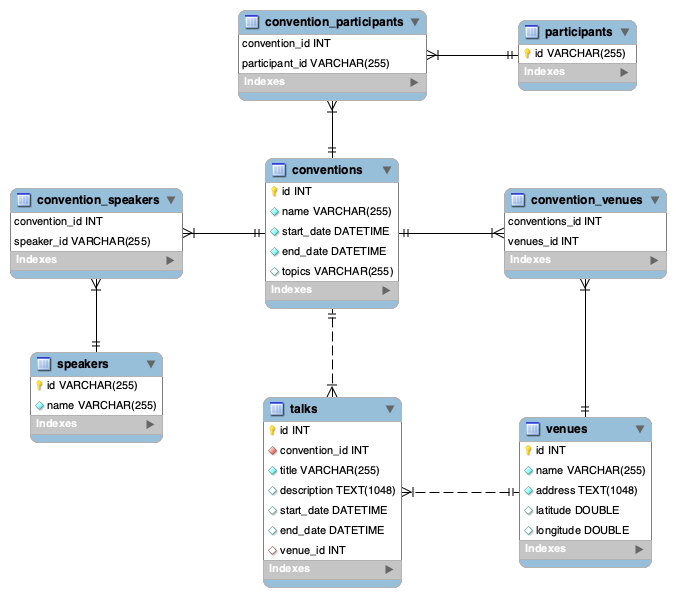 convention_participants
convention_id INT
participant_id VARCHAR(255)
Indexes
participants
id VARCHAR(255)
Indexes
convention_speakers
convention_id INT
speaker_id VARCHAR(255)
Indexes
conventions
id INT
name VARCHAR(255)
start_date DATETIME
end_date DATETIME
topics VARCHAR(255)
Indexes
convention_venues
conventions_id INT
venues_id INT
Indexes
speakers
id VARCHAR(255)
name VARCHAR(255)
Indexes
talks
id INT
convention_id INT
title VARCHAR(255)
description TEXT(1048)
start_date DATETIME
end_date DATETIME
venue_id INT
Indexes
venues
id INT
name VARCHAR(255)
address TEXT(1048)
latitude DOUBLE
longitude DOUBLE
Indexes